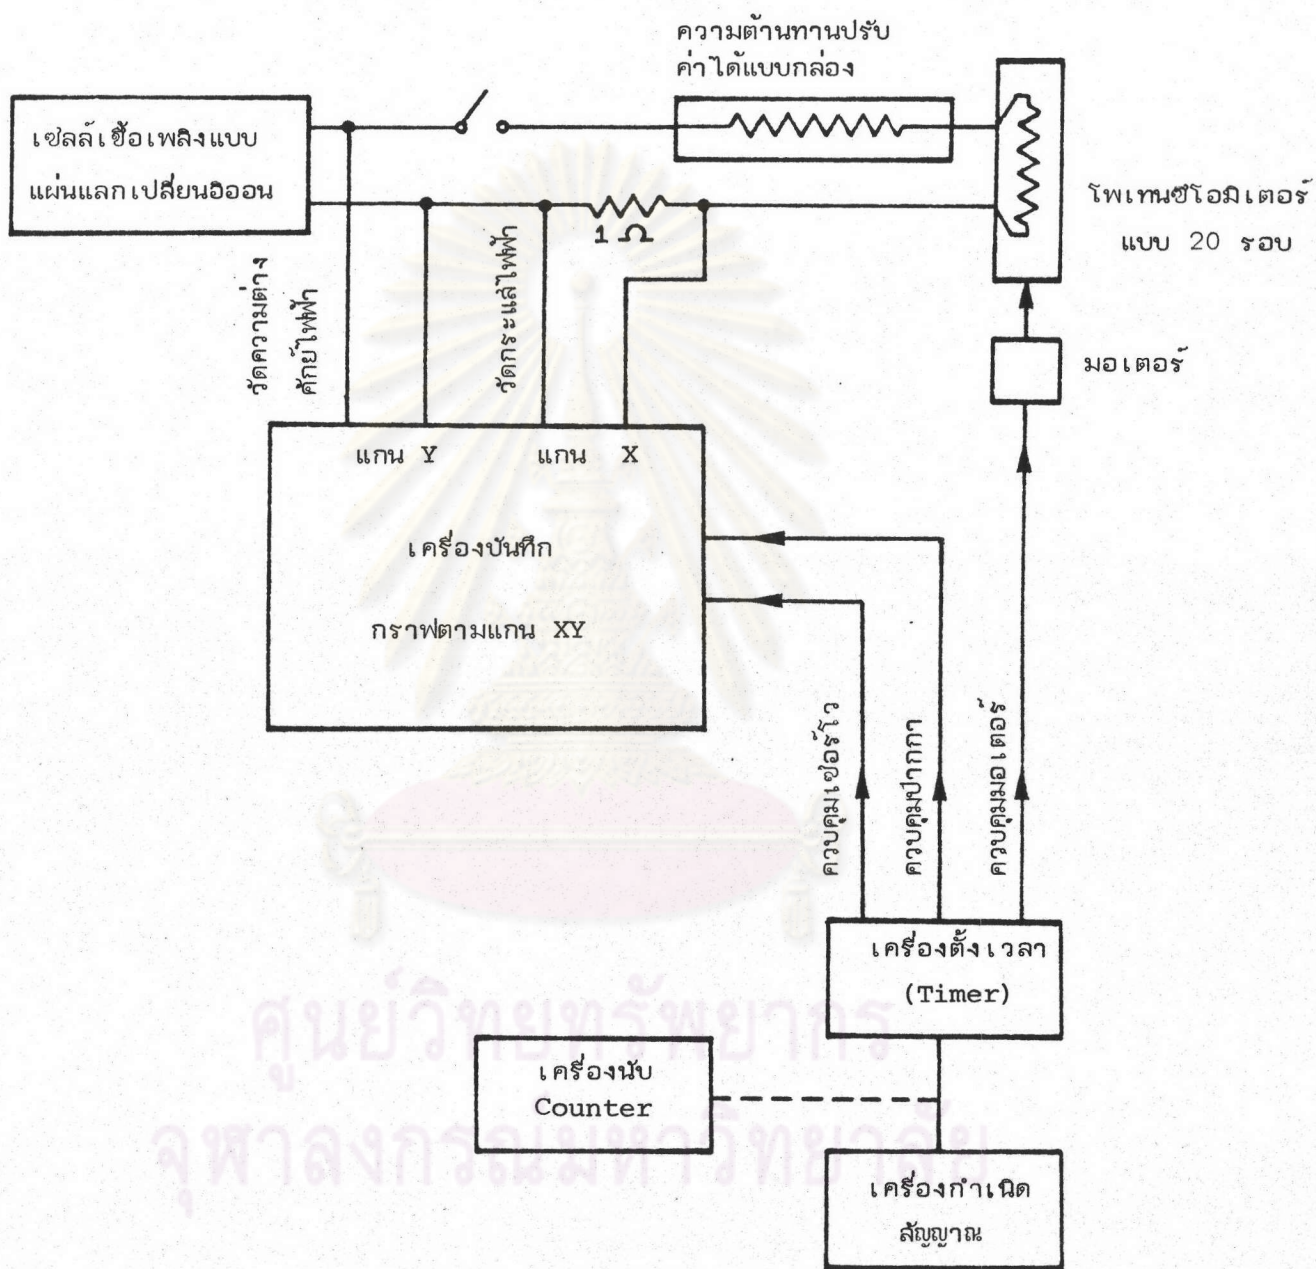 ความต้านทานปรับ
ค่าได้แบบกล่อง
เซลล์เชื้อเพลิงแบบ
แผ่นแลกเปลี่ยนอิออน
1 Ω
โพเทนซิโอมิเตอร์
แบบ 20 รอบ
วัดความต่าง
ศักย์ไฟฟ้า
วัดกระแสไฟฟ้า
มอเตอร์
แกน Y
แกน X
เครื่องบันทึก
กราฟตามแกน XY
ควบคุมเซอร์โว
ควบคุมปากกา
ควบคุมมอเตอร์
เครื่องตั้งเวลา
(Timer)
เครื่องนับ
Counter
เครื่องกำเนิด
สัญญาณ
ศูนย์วิทยทรัพยากร
จุฬาลงกรณ์มหาวิทยาลัย